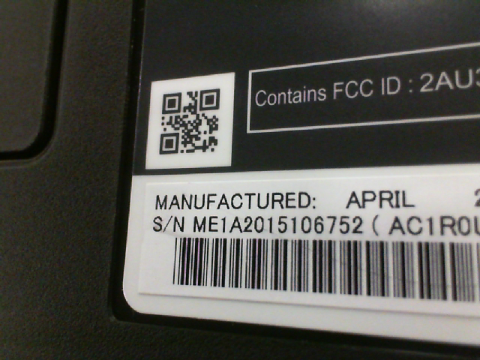 Contains FCC ID : 2AU3
MANUFACTURED: APRIL 2
S/N ME1A2015106752 ( AC1R0U